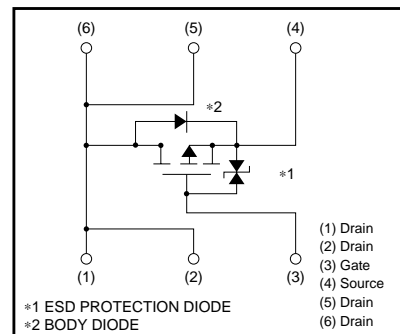 (6) (5) (4)
*2
*1
(1) (2) (3)
(1) Drain
(2) Drain
(3) Gate
(4) Source
(5) Drain
(6) Drain
*1 ESD PROTECTION DIODE
*2 BODY DIODE